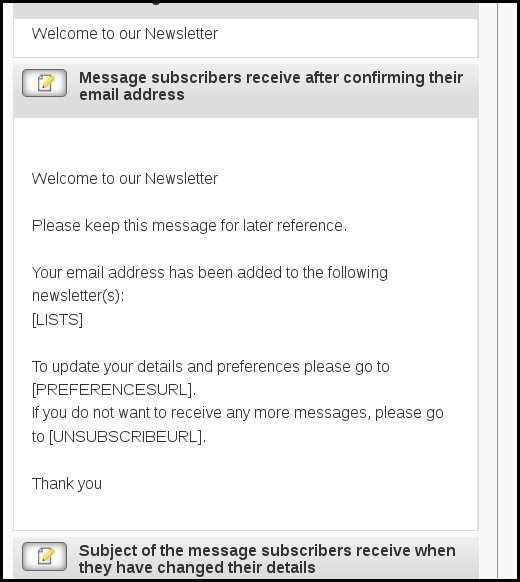 Welcome to our Newsletter
Message subscribers receive after confirming their
email address
Welcome to our Newsletter
Please keep this message for later reference.
Your email address has been added to the following
newsletter(s):
[LISTS]
To update your details and preferences please go to
[PREFERENCESURL].
If you do not want to receive any more messages, please go
to [UNSUBSCRIBEURL].
Thank you
Subject of the message subscribers receive when
they have changed their details